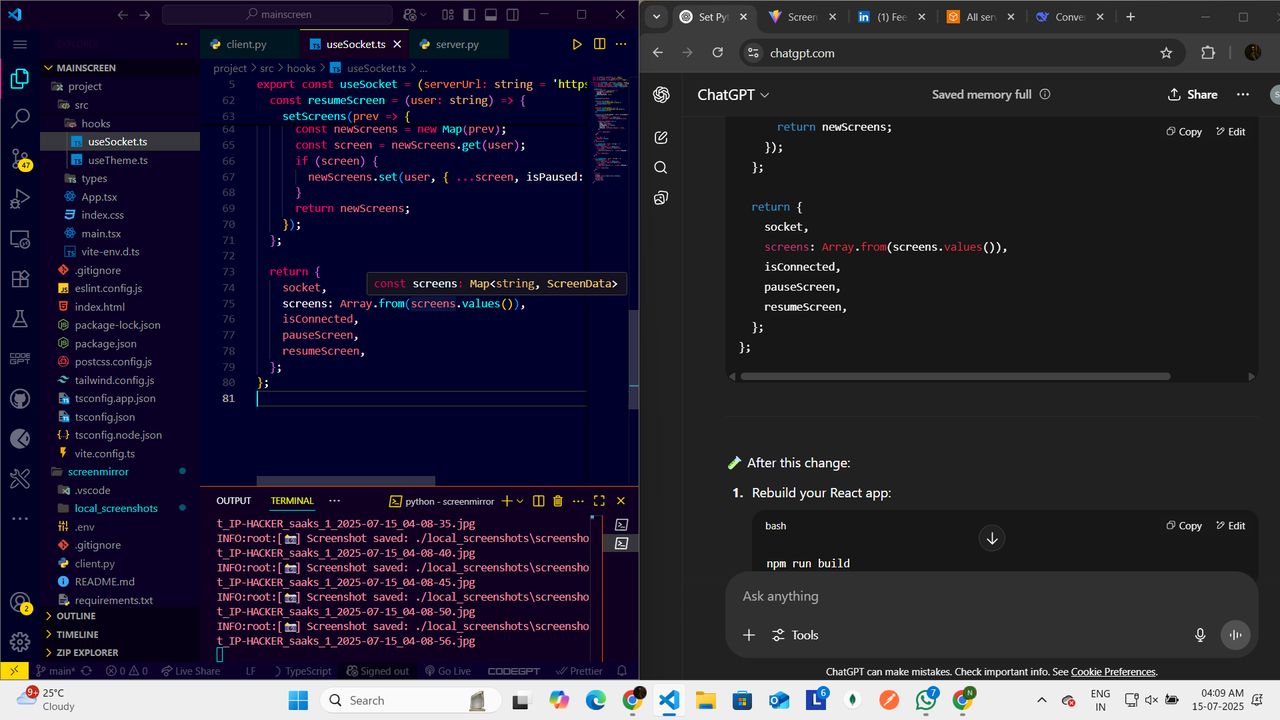 mainscreen
EXPLORER
MAINSCREEN
project
src
hooks
useSocket.ts
useTheme.ts
types
App.tsx
index.css
main.tsx
vite-env.d.ts
.gitignore
eslint.config.js
index.html
package-lock.json
package.json
postcss.config.js
tailwind.config.js
tsconfig.app.json
tsconfig.json
tsconfig.node.json
vite.config.ts
screenmirror
.vscode
local_screenshots
.env
.gitignore
client.py
README.md
requirements.txt
OUTLINE
TIMELINE
ZIP EXPLORER
47
2
client.py
useSocket.ts
server.py
project > src > hooks > useSocket.ts > ...
5 export const useSocket = (serverUrl: string = 'https
62 const resumeScreen = (user: string) => {
63 setScreens(prev => {
64 const newScreens = new Map(prev);
65 const screen = newScreens.get(user);
66 if (screen) {
67 newScreens.set(user, { ...screen, isPaused:
68 }
69 return newScreens;
70 });
71 };
72
73 return {
const screens: Map<string, ScreenData>
74 socket,
75 screens: Array.from(screens.values()),
76 isConnected,
77 pauseScreen,
78 resumeScreen,
79 };
80 };
81
OUTPUT TERMINAL ... python - screenmirror
t_IP-HACKER_saaks_1_2025-07-15_04-08-35.jpg
INFO:root:[📸] Screenshot saved: ./local_screenshots\screensho
t_IP-HACKER_saaks_1_2025-07-15_04-08-40.jpg
INFO:root:[📸] Screenshot saved: ./local_screenshots\screensho
t_IP-HACKER_saaks_1_2025-07-15_04-08-45.jpg
INFO:root:[📸] Screenshot saved: ./local_screenshots\screensho
t_IP-HACKER_saaks_1_2025-07-15_04-08-50.jpg
INFO:root:[📸] Screenshot saved: ./local_screenshots\screensho
t_IP-HACKER_saaks_1_2025-07-15_04-08-56.jpg
main* 0 0 Live Share LF TypeScript Signed out Go Live CODEGPT Prettier
Set Pyt
Screen
(1) Fee
All serv
Conver
chatgpt.com
ChatGPT
Saved memory full
Share
Copy Edit
return newScreens;
});
};
return {
socket,
screens: Array.from(screens.values()),
isConnected,
pauseScreen,
resumeScreen,
};
};
🧪 After this change:
1. Rebuild your React app:
bash
Copy Edit
npm run build
Ask anything
Tools
ChatGPT can make mistakes. Check important info. See Cookie Preferences.
9+
25°C
Cloudy
Search
6
7
ENG
IN
04:09 AM
15-07-2025